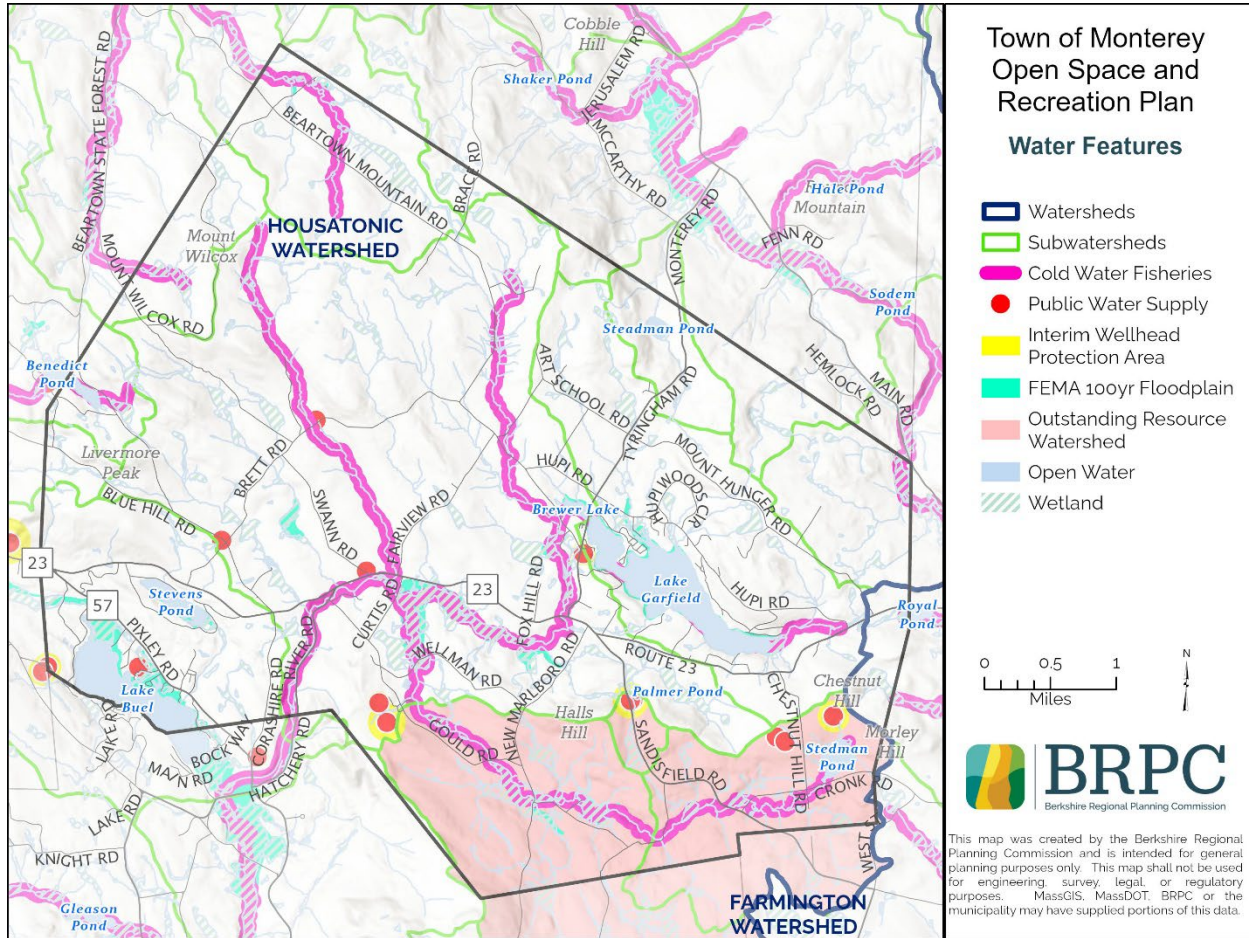 Town of Monterey
Open Space and
Recreation Plan
Water Features
Watersheds
Subwatersheds
Cold Water Fisheries
Public Water Supply
Interim Wellhead
Protection Area
FEMA 100yr Floodplain
Outstanding Resource
Watershed
Open Water
Wetland
N
0 0.5 1
Miles
BRPC
Berkshire Regional Planning Commission
This map was created by the Berkshire Regional
Planning Commission and is intended for general
planning purposes only. This map shall not be used
for engineering, survey, legal, or regulatory
purposes. MassGIS, MassDOT, BRPC or the
municipality may have supplied portions of this data.
Cobble
Hill
Shaker Pond
JERUSALEM RD
BEARTOWN STATE FOREST RD
BEARTOWN MOUNTAIN RD
BRACE RD
MCCARTHY RD
MONTEREY RD
Hale Pond
Mountain
FENN RD
HOUSATONIC
WATERSHED
Mount
Wilcox
MOUNT WILCOX RD
Sodem
Pond
Steadman Pond
Benedict
Pond
ART SCHOOL RD
TYRINGHAM RD
HEMLOCK RD
MAIN RD
Livermore
Peak
BRETT RD
HUPI RD
MOUNT HUNGER RD
HUPI WOODS CIR
BLUE HILL RD
SWANN RD
FAIRVIEW RD
Brewer Lake
23
57
Stevens
Pond
PIXLEY RD
CURTIS RD
23
FOX HILL RD
Lake
Garfield
HUPI RD
Royal
Pond
RIVER RD
WELLMAN RD
ROUTE 23
Lake
Buel
LAKE RD
CORASHIRE RD
NEW MARLBORO RD
Palmer Pond
CHESTNUT HILL RD
Chestnut
Hill
Halls
Hill
Morley
Hill
BOCK WAY
MAIN RD
HATCHERY RD
GOULD RD
SANDISFIELD RD
Stedman
Pond
CRONK RD
LAKE RD
WEST ST
KNIGHT RD
Gleason
Pond
FARMINGTON
WATERSHED